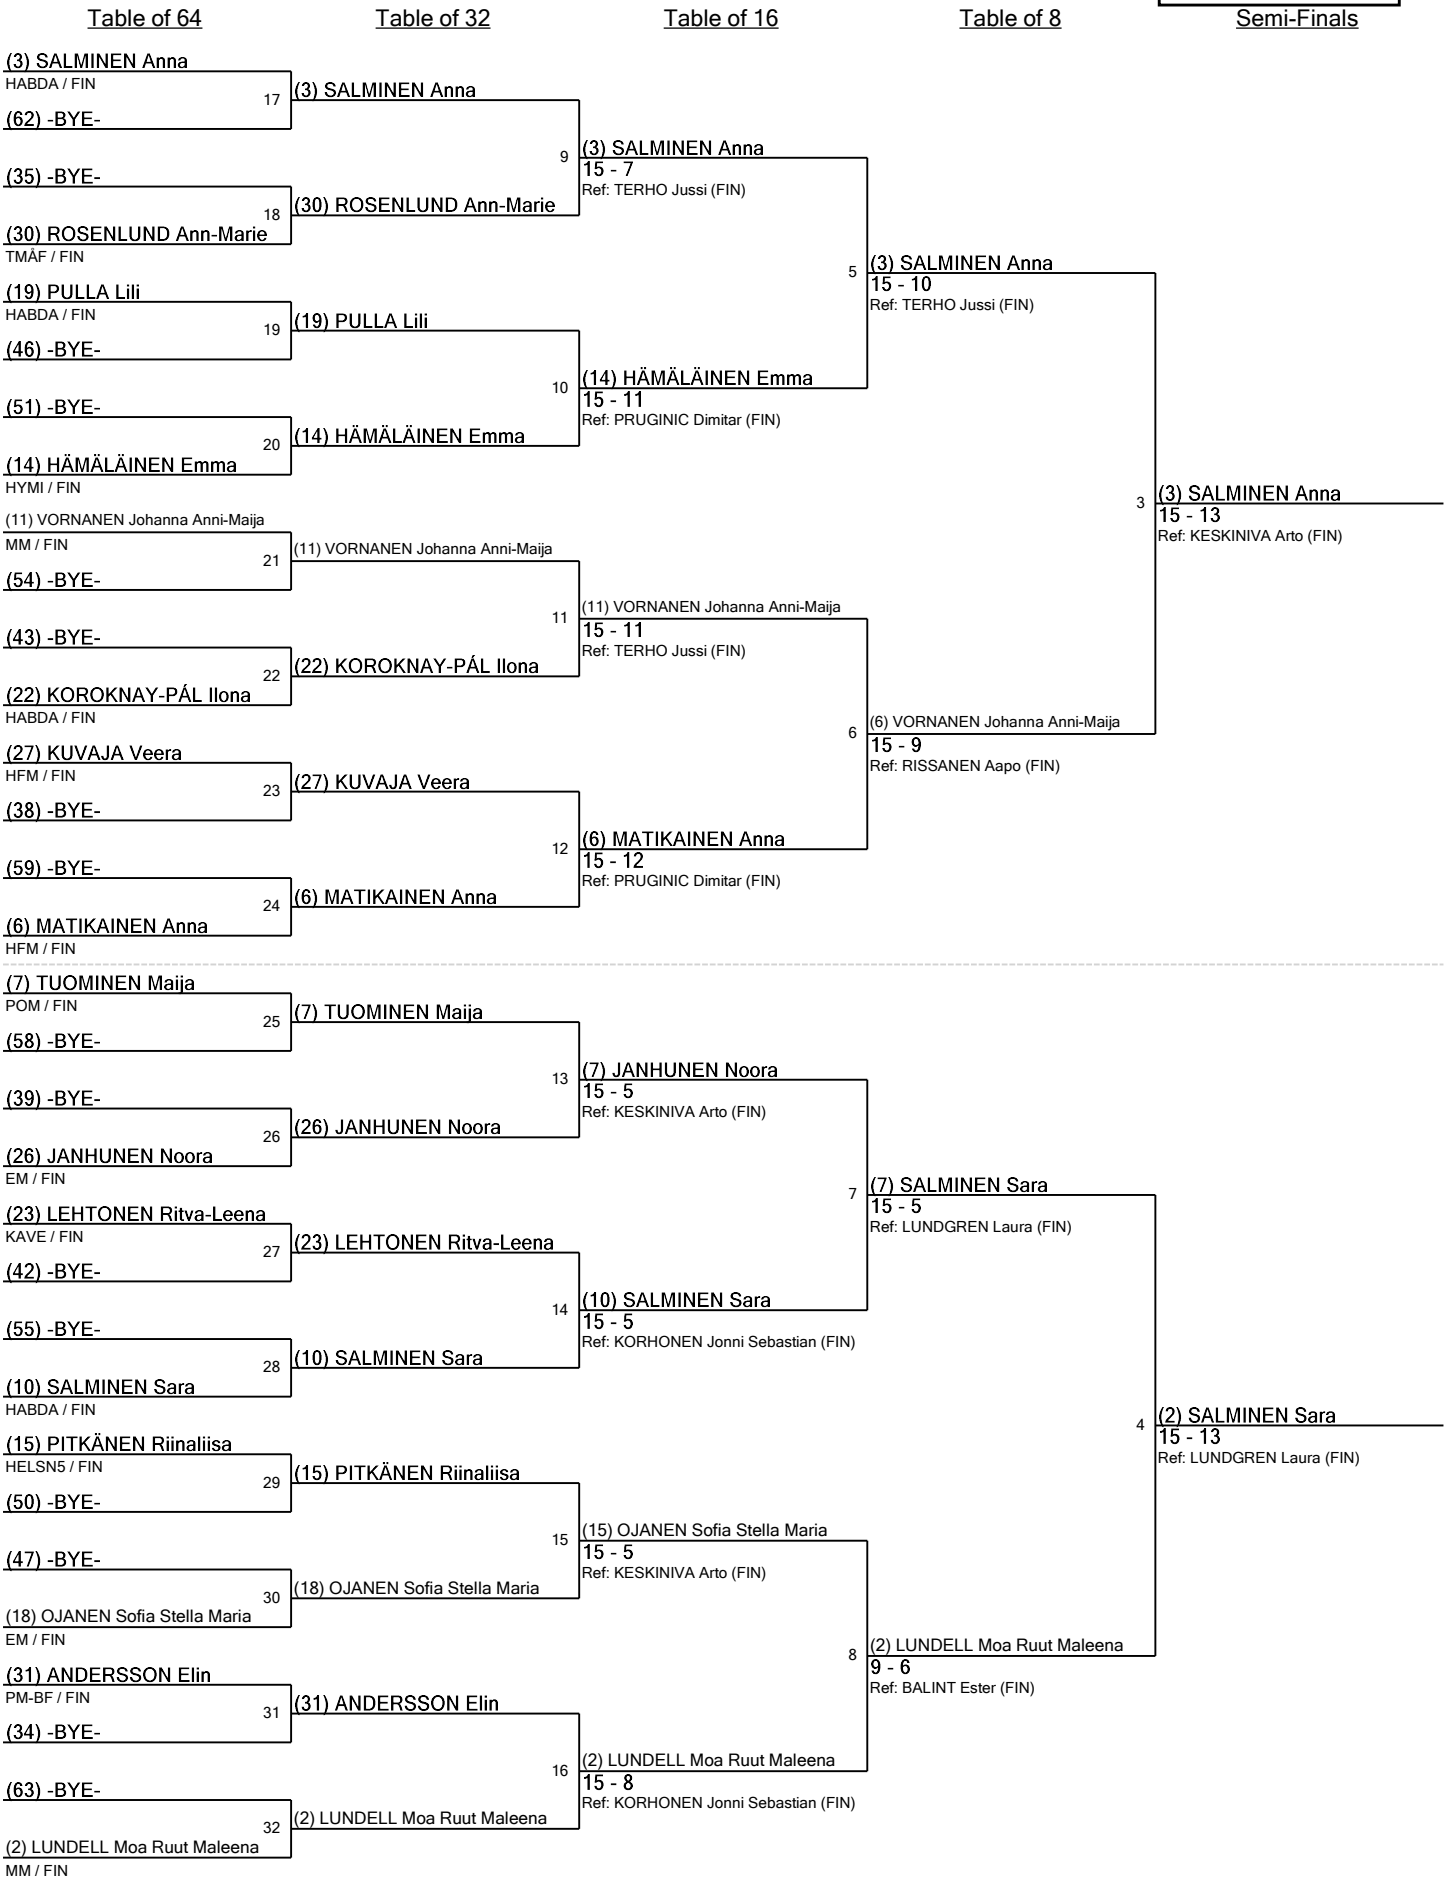 Table of 64
Table of 32
Table of 16
Table of 8
Semi-Finals
(3) SALMINEN Anna
HABDA / FIN
17
(62) -BYE-
(35) -BYE-
18
(30) ROSENLUND Ann-Marie
TMÅF / FIN
(19) PULLA Lili
HABDA / FIN
19
(46) -BYE-
(51) -BYE-
20
(14) HÄMÄLÄINEN Emma
HYMI / FIN
(11) VORNANEN Johanna Anni-Maija
MM / FIN
21
(54) -BYE-
(43) -BYE-
22
(22) KOROKNAY-PÁL Ilona
HABDA / FIN
(27) KUVAJA Veera
HFM / FIN
23
(38) -BYE-
(59) -BYE-
24
(6) MATIKAINEN Anna
HFM / FIN
(7) TUOMINEN Maija
POM / FIN
25
(58) -BYE-
(39) -BYE-
26
(26) JANHUNEN Noora
EM / FIN
(23) LEHTONEN Ritva-Leena
KAVE / FIN
27
(42) -BYE-
(55) -BYE-
28
(10) SALMINEN Sara
HABDA / FIN
(15) PITKÄNEN Riinaliisa
HELSN5 / FIN
29
(50) -BYE-
(47) -BYE-
30
(18) OJANEN Sofia Stella Maria
EM / FIN
(31) ANDERSSON Elin
PM-BF / FIN
31
(34) -BYE-
(63) -BYE-
32
(2) LUNDELL Moa Ruut Maleena
MM / FIN
(3) SALMINEN Anna
9
(30) ROSENLUND Ann-Marie
(19) PULLA Lili
10
(14) HÄMÄLÄINEN Emma
(11) VORNANEN Johanna Anni-Maija
11
(22) KOROKNAY-PÁL Ilona
(27) KUVAJA Veera
12
(6) MATIKAINEN Anna
(7) TUOMINEN Maija
13
(26) JANHUNEN Noora
(23) LEHTONEN Ritva-Leena
14
(10) SALMINEN Sara
(15) PITKÄNEN Riinaliisa
15
(18) OJANEN Sofia Stella Maria
(31) ANDERSSON Elin
16
(2) LUNDELL Moa Ruut Maleena
(3) SALMINEN Anna
15 - 7
Ref: TERHO Jussi (FIN)
5
(14) HÄMÄLÄINEN Emma
15 - 11
Ref: PRUGINIC Dimitar (FIN)
(11) VORNANEN Johanna Anni-Maija
15 - 11
Ref: TERHO Jussi (FIN)
6
(6) MATIKAINEN Anna
15 - 12
Ref: PRUGINIC Dimitar (FIN)
(7) JANHUNEN Noora
15 - 5
Ref: KESKINIVA Arto (FIN)
7
(10) SALMINEN Sara
15 - 5
Ref: KORHONEN Jonni Sebastian (FIN)
(15) OJANEN Sofia Stella Maria
15 - 5
Ref: KESKINIVA Arto (FIN)
8
(2) LUNDELL Moa Ruut Maleena
15 - 8
Ref: KORHONEN Jonni Sebastian (FIN)
(3) SALMINEN Anna
15 - 10
Ref: TERHO Jussi (FIN)
3
(6) VORNANEN Johanna Anni-Maija
15 - 9
Ref: RISSANEN Aapo (FIN)
(7) SALMINEN Sara
15 - 5
Ref: LUNDGREN Laura (FIN)
4
(2) LUNDELL Moa Ruut Maleena
9 - 6
Ref: BALINT Ester (FIN)
(3) SALMINEN Anna
15 - 13
Ref: KESKINIVA Arto (FIN)
(2) SALMINEN Sara
15 - 13
Ref: LUNDGREN Laura (FIN)